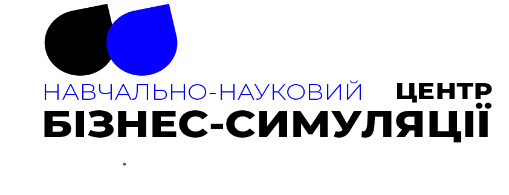 НАВЧАЛЬНО-НАУКОВИЙ ЦЕНТР
БІЗНЕС-СИМУЛЯЦІЇ